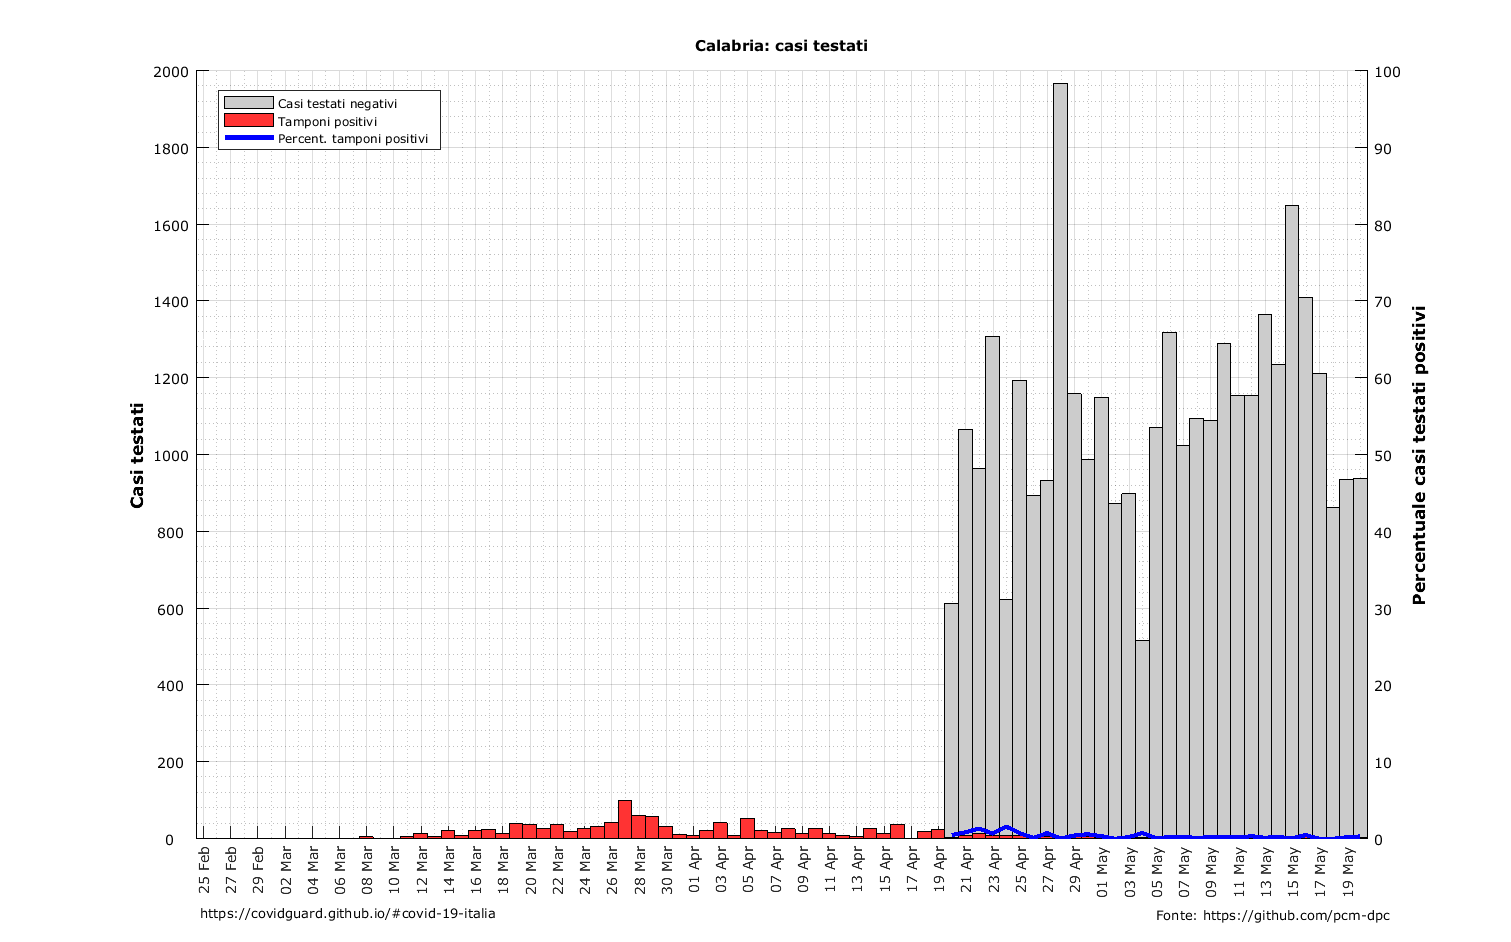 Calabria: casi testati
Casi testati negativi
Tamponi positivi
Percent. tamponi positivi
Casi testati
2000
1800
1600
1400
1200
1000
800
600
400
200
0
100
90
80
70
60
50
40
30
20
10
0
Percentuale casi testati positivi
25 Feb
27 Feb
29 Feb
02 Mar
04 Mar
06 Mar
08 Mar
10 Mar
12 Mar
14 Mar
16 Mar
18 Mar
20 Mar
22 Mar
24 Mar
26 Mar
28 Mar
30 Mar
01 Apr
03 Apr
05 Apr
07 Apr
09 Apr
11 Apr
13 Apr
15 Apr
17 Apr
19 Apr
21 Apr
23 Apr
25 Apr
27 Apr
29 Apr
01 May
03 May
05 May
07 May
09 May
11 May
13 May
15 May
17 May
19 May
https://covidguard.github.io/#covid-19-italia
Fonte: https://github.com/pcm-dpc